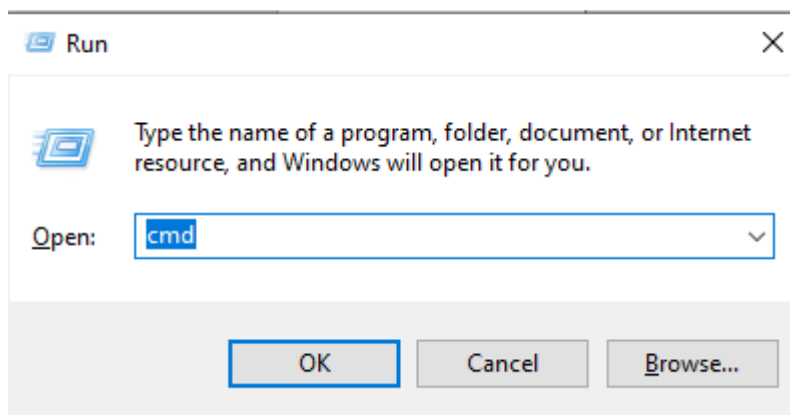 Run
Type the name of a program, folder, document, or Internet
resource, and Windows will open it for you.
Open: cmd
OK Cancel Browse...